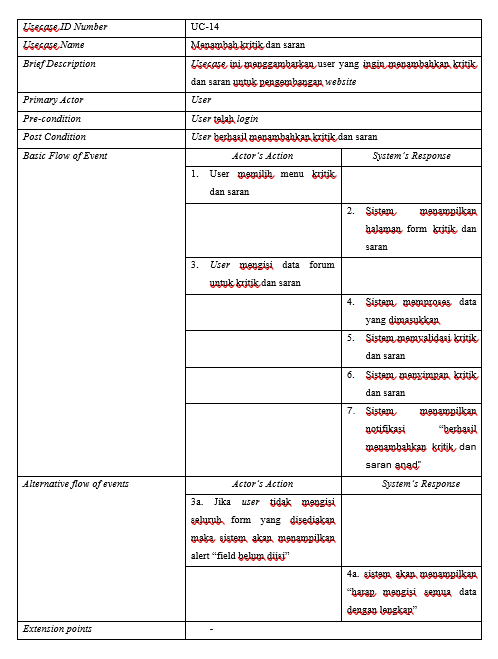 Usecase ID Number UC-14
Usecase Name Menambah kritik dan saran
Brief Description Usecase ini menggambarkan user yang ingin menambahkan kritik
dan saran untuk pengembangan website
Primary Actor User
Pre-condition User telah login
Post Condition User berhasil menambahkan kritik dan saran
Basic Flow of Event Actor's Action System's Response
1. User memilih menu kritik
dan saran
2. Sistem menampilkan
halaman form kritik dan
saran
3. User mengisi data forum
untuk kritik dan saran
4. Sistem memproses data
yang dimasukkan
5. Sistem memvalidasi kritik
dan saran
6. Sistem menyimpan kritik
dan saran
7. Sistem menampilkan
notifikasi “berhasil
menambahkan kritik dan
saran anad”
Alternative flow of events Actor's Action System's Response
3a. Jika user tidak mengisi
seluruh form yang disediakan
maka sistem akan menampilkan
alert “field belum diisi”
4a. sistem akan menampilkan
“harap mengisi semua data
dengan lengkap”
Extension points -